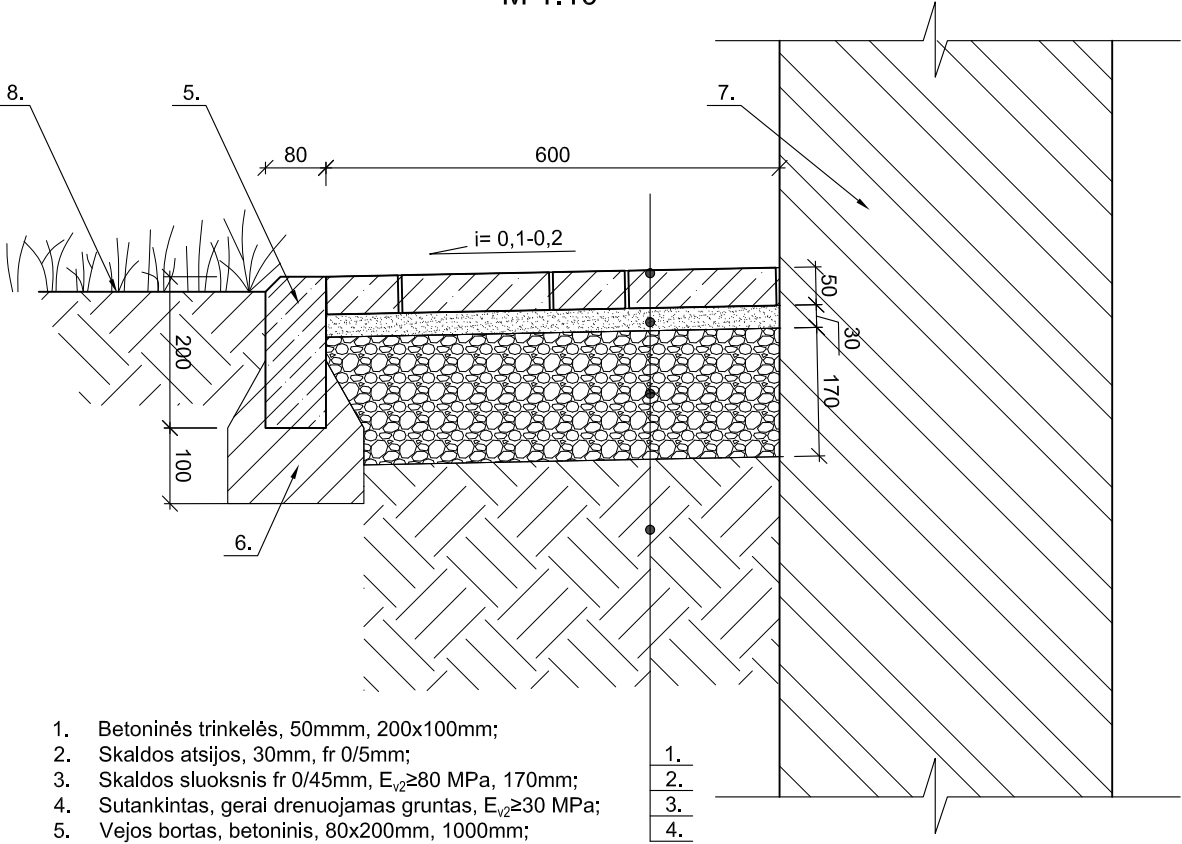 8.
5.
7.
80
600
i= 0,1-0,2
50
30
170
200
100
6.
1. Betoninės trinkelės, 50mmm, 200x100mm;
2. Skaldos atsijos, 30mm, fr 0/5mm;
3. Skaldos sluoksnis fr 0/45mm, Ev2≥80 MPa, 170mm;
4. Sutankintas, gerai drenuojamas gruntas, Ev2≥30 MPa;
5. Vejos bortas, betoninis, 80x200mm, 1000mm;
1.
2.
3.
4.